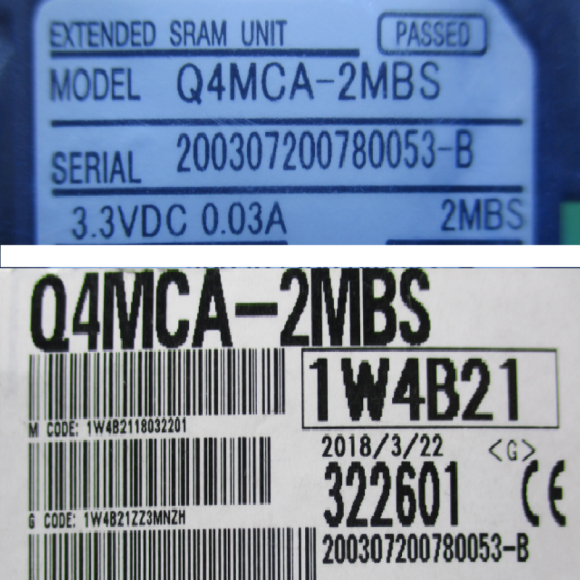 EXTENDED SRAM UNIT PASSED
MODEL Q4MCA-2MBS
SERIAL 200307200780053-B
3.3VDC 0.03A 2MBS
Q4MCA-2MBS
1W4B21
M CODE: 1W4B2118032201
2018/3/22 <G>
322601 CE
G CODE: 1W4B21ZZ3MNZH
200307200780053-B